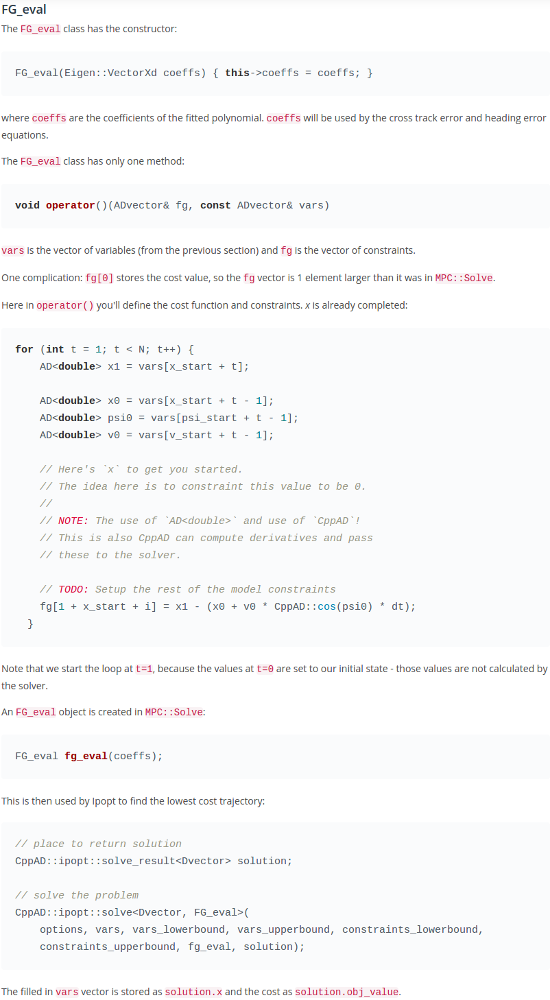 FG_eval
The FG_eval class has the constructor:
FG_eval(Eigen::VectorXd coeffs) { this->coeffs = coeffs; }
where coeffs are the coefficients of the fitted polynomial. coeffs will be used by the cross track error and heading error
equations.
The FG_eval class has only one method:
void operator()(ADvector& fg, const ADvector& vars)
vars is the vector of variables (from the previous section) and fg is the vector of constraints.
One complication: fg[0] stores the cost value, so the fg vector is 1 element larger than it was in MPC::Solve.
Here in operator() you'll define the cost function and constraints. x is already completed:
for (int t = 1; t < N; t++) {
    AD<double> x1 = vars[x_start + t];
    AD<double> x0 = vars[x_start + t - 1];
    AD<double> psi0 = vars[psi_start + t - 1];
    AD<double> v0 = vars[v_start + t - 1];
    // Here's `x` to get you started.
    // The idea here is to constraint this value to be 0.
    //
    // NOTE: The use of `AD<double>` and use of `CppAD`!
    // This is also CppAD can compute derivatives and pass
    // these to the solver.
    // TODO: Setup the rest of the model constraints
    fg[1 + x_start + i] = x1 - (x0 + v0 * CppAD::cos(psi0) * dt);
  }
Note that we start the loop at t=1, because the values at t=0 are set to our initial state - those values are not calculated by
the solver.
An FG_eval object is created in MPC::Solve:
FG_eval fg_eval(coeffs);
This is then used by Ipopt to find the lowest cost trajectory:
// place to return solution
CppAD::ipopt::solve_result<Dvector> solution;
// solve the problem
CppAD::ipopt::solve<Dvector, FG_eval>(
    options, vars, vars_lowerbound, vars_upperbound, constraints_lowerbound,
    constraints_upperbound, fg_eval, solution);
The filled in vars vector is stored as solution.x and the cost as solution.obj_value.